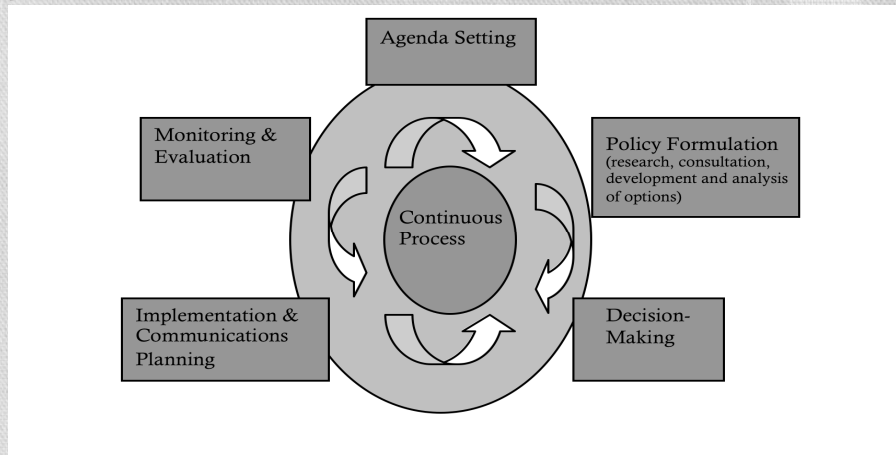 Agenda Setting
Monitoring &
Evaluation
Policy Formulation
(research, consultation,
development and analysis
of options)
Continuous
Process
Implementation &
Communications
Planning
Decision-
Making